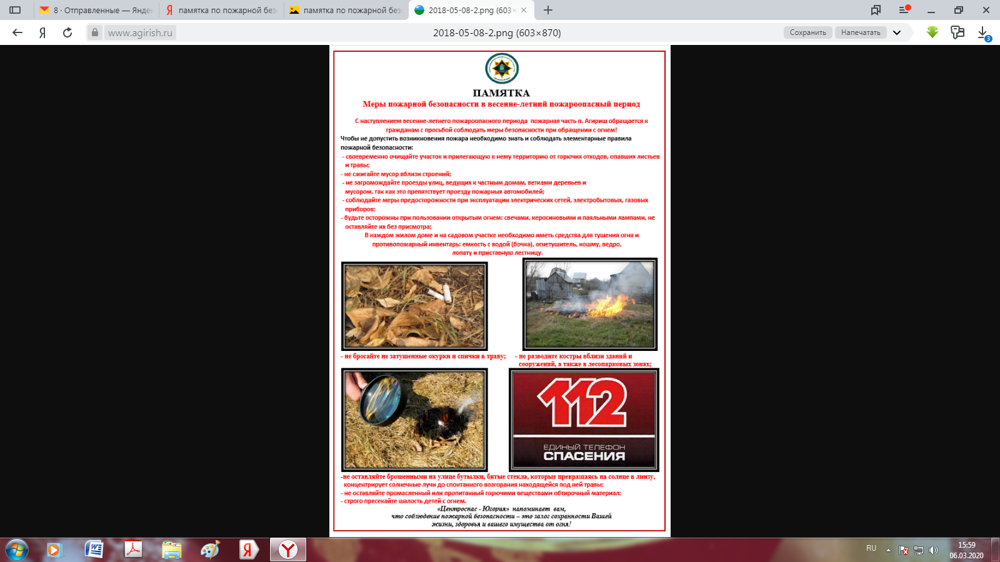 8 · Отправленные — Яндек
памятка по пожарной без
памятка по пожарной без
2018-05-08-2.png (603×
www.agirish.ru
2018-05-08-2.png (603×870)
Сохранить
Напечатать
3
ПАМЯТКА
Меры пожарной безопасности в весенне-летний пожароопасный период
С наступлением весенне-летнего пожароопасного периода пожарная часть п. Агириш обращается к
гражданам с просьбой соблюдать меры безопасности при обращении с огнем!
Чтобы не допустить возникновения пожара необходимо знать и соблюдать элементарные правила
пожарной безопасности:
- своевременно очищайте участок и прилегающую к нему территорию от горючих отходов, опавших листьев
и травы;
- не сжигайте мусор вблизи строений;
- не загромождайте проезды улиц, ведущих к частным домам, ветками деревьев и
мусором, так как это препятствует проезду пожарных автомобилей;
- соблюдайте меры предосторожности при эксплуатации электрических сетей, электробытовых, газовых
приборов;
- будьте осторожны при пользовании открытым огнем: свечами, керосиновыми и паяльными лампами, не
оставляйте их без присмотра;
В каждом жилом доме и на садовом участке необходимо иметь средства для тушения огня и
противопожарный инвентарь: емкость с водой (бочка), огнетушитель, кошму, ведро,
лопату и приставную лестницу.
- не бросайте не затушенные окурки и спички в траву;
- не разводите костры вблизи зданий и
сооружений, а также в лесопарковых зонах;
112
ЕДИНЫЙ ТЕЛЕФОН
СПАСЕНИЯ
-не оставляйте брошенными на улице бутылки, битые стекла, которые превращаясь на солнце в линзу,
концентрирует солнечные лучи до спонтанного возгорания находящейся под ней травы;
- не оставляйте промасленный или пропитанный горючими веществами обтирочный материал;
- строго пресекайте шалость детей с огнем.
«Центроспас - Югория» напоминает вам,
что соблюдение пожарной безопасности – это залог сохранности Вашей
жизни, здоровья и вашего имущества от огня!
RU
15:59
06.03.2020